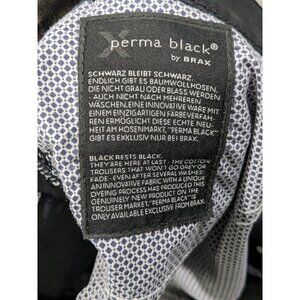 perma black®
by BRAX
SCHWARZ BLEIBT SCHWARZ.
ENDLICH GIBT ES BAUMWOLLHOSEN,
DIE NICHT GRAU ODER BLASS WERDEN
- AUCH NICHT NACH MEHREREN
WÄSCHEN. EINE INNOVATIVE WARE MIT
EINEM EINZIGARTIGEN FÄRBEVERFAH-
REN ERMÖGLICHT DIESE ECHTE NEU-
HEIT AM HOSENMARKT. "PERMA BLACK"
GIBT ES EXKLUSIV NUR BEI BRAX.
BLACK RESTS BLACK.
THEY ARE HERE AT LAST - THE COTTON
TROUSERS THAT WON'T GO GREY OR
FADE - EVEN AFTER SEVERAL WASHES!
AN INNOVATIVE FABRIC WITH A UNIQUE
DYEING PROCESS HAS PRODUCED THIS
GENUINELY NEW PRODUCT ON THE
TROUSER MARKET. "PERMA BLACK" IS
ONLY AVAILABLE EXCLUSIVE FROM BRAX.